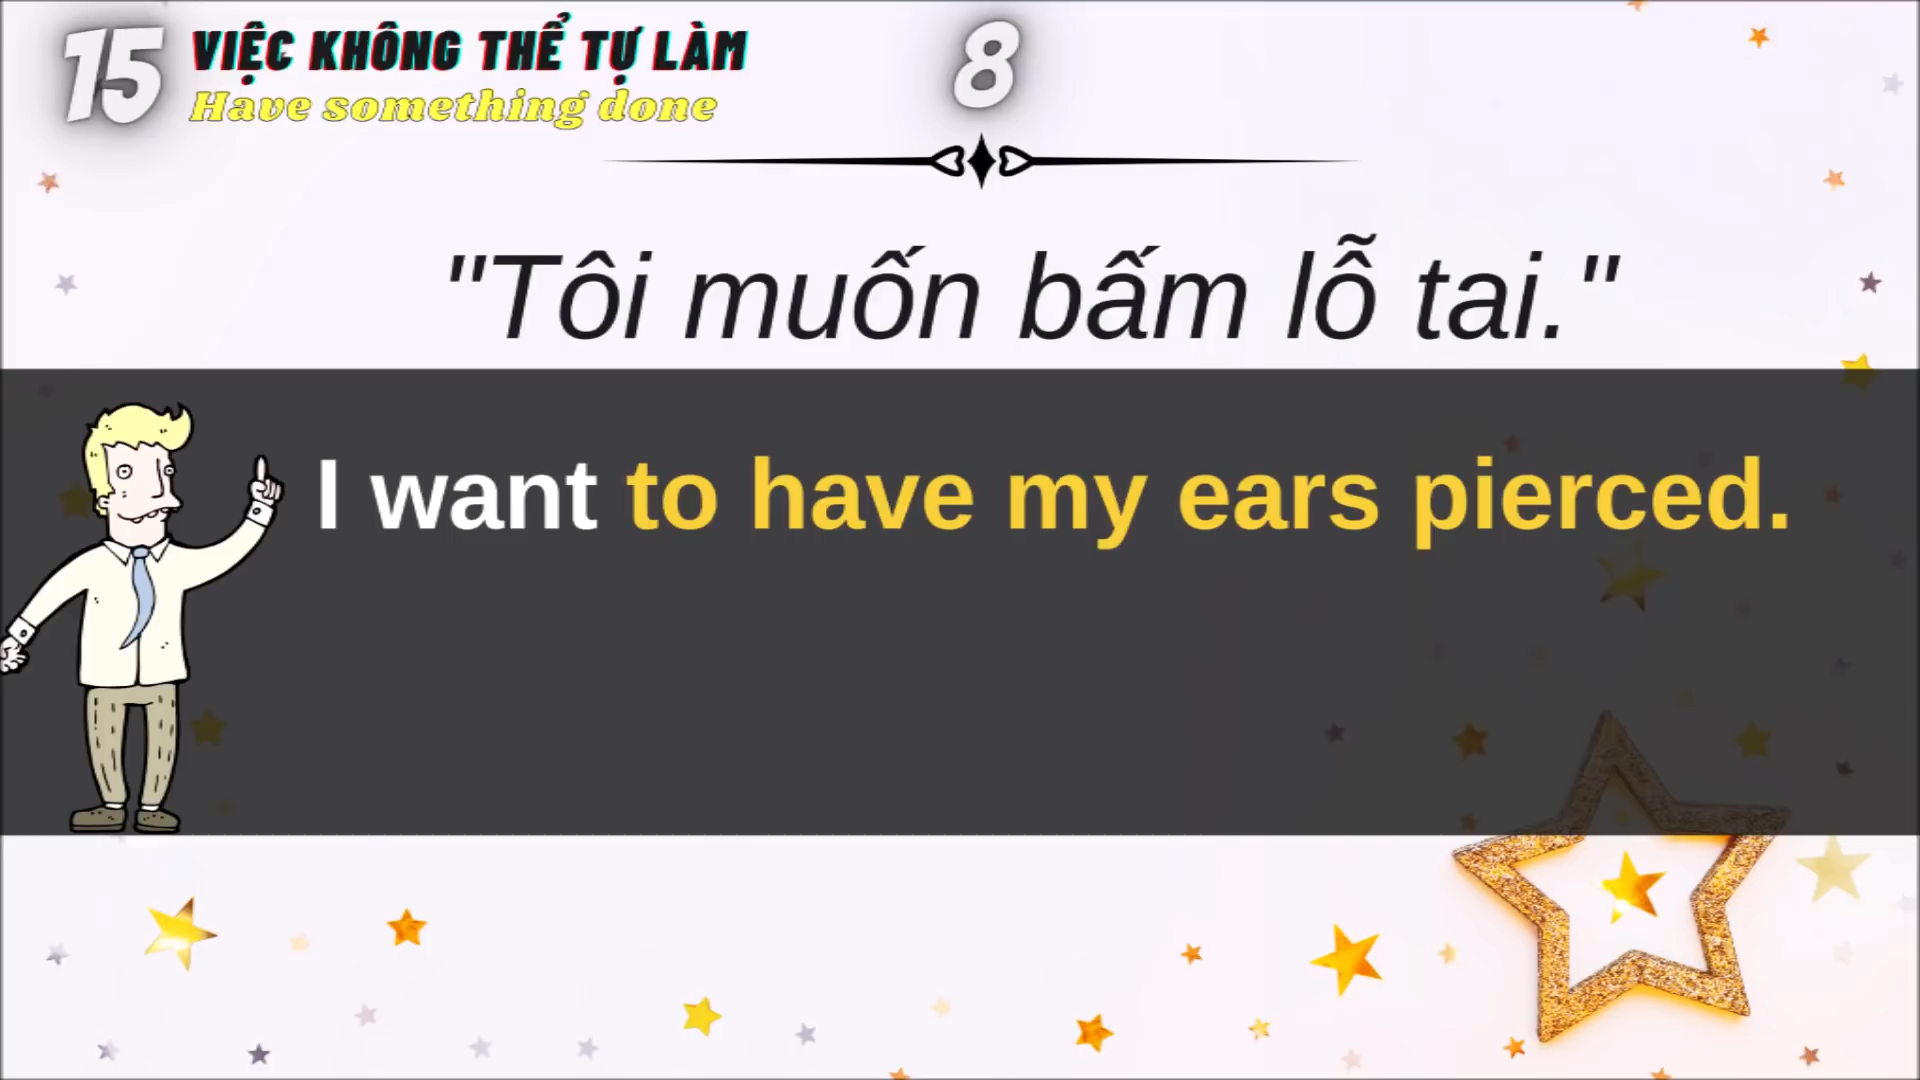 15
VIỆC KHÔNG THỂ TỰ LÀM
Have something done
8
"Tôi muốn bấm lỗ tai."
I want to have my ears pierced.